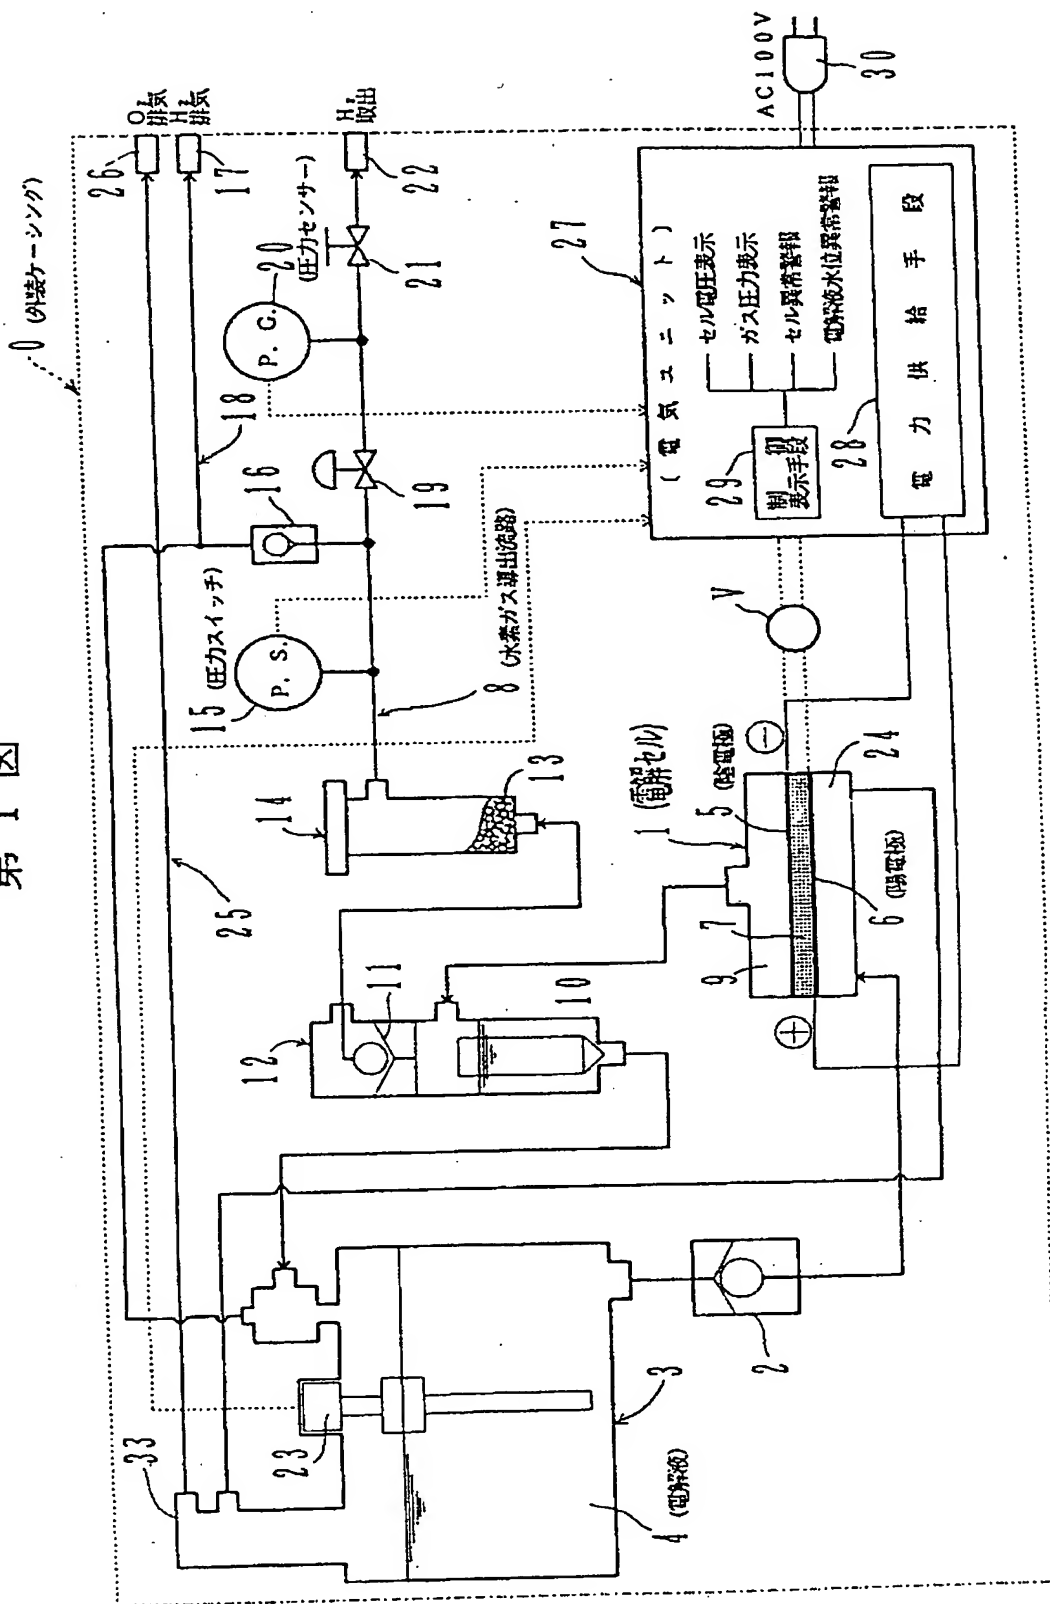 第 1 図
0 (外装ケーシング)
26
O₂
排気
H₂
排気
17
18
16
15 (圧力スイッチ)
P. S.
P. G.
20
(圧力センサー)
H₂
取出
22
21
19
8 (水素ガス導出流路)
14
13
25
12
11
10
33
23
3
4 (電解液)
2
1 (電解セル)
5 (陰電極)
6 (陽電極)
7
9
24
V
27
(電気ユニット)
セル電圧表示
ガス圧力表示
セル異常警報
電解液水位異常警報
29
制御
表示手段
28
電力供給手段
AC100V
30